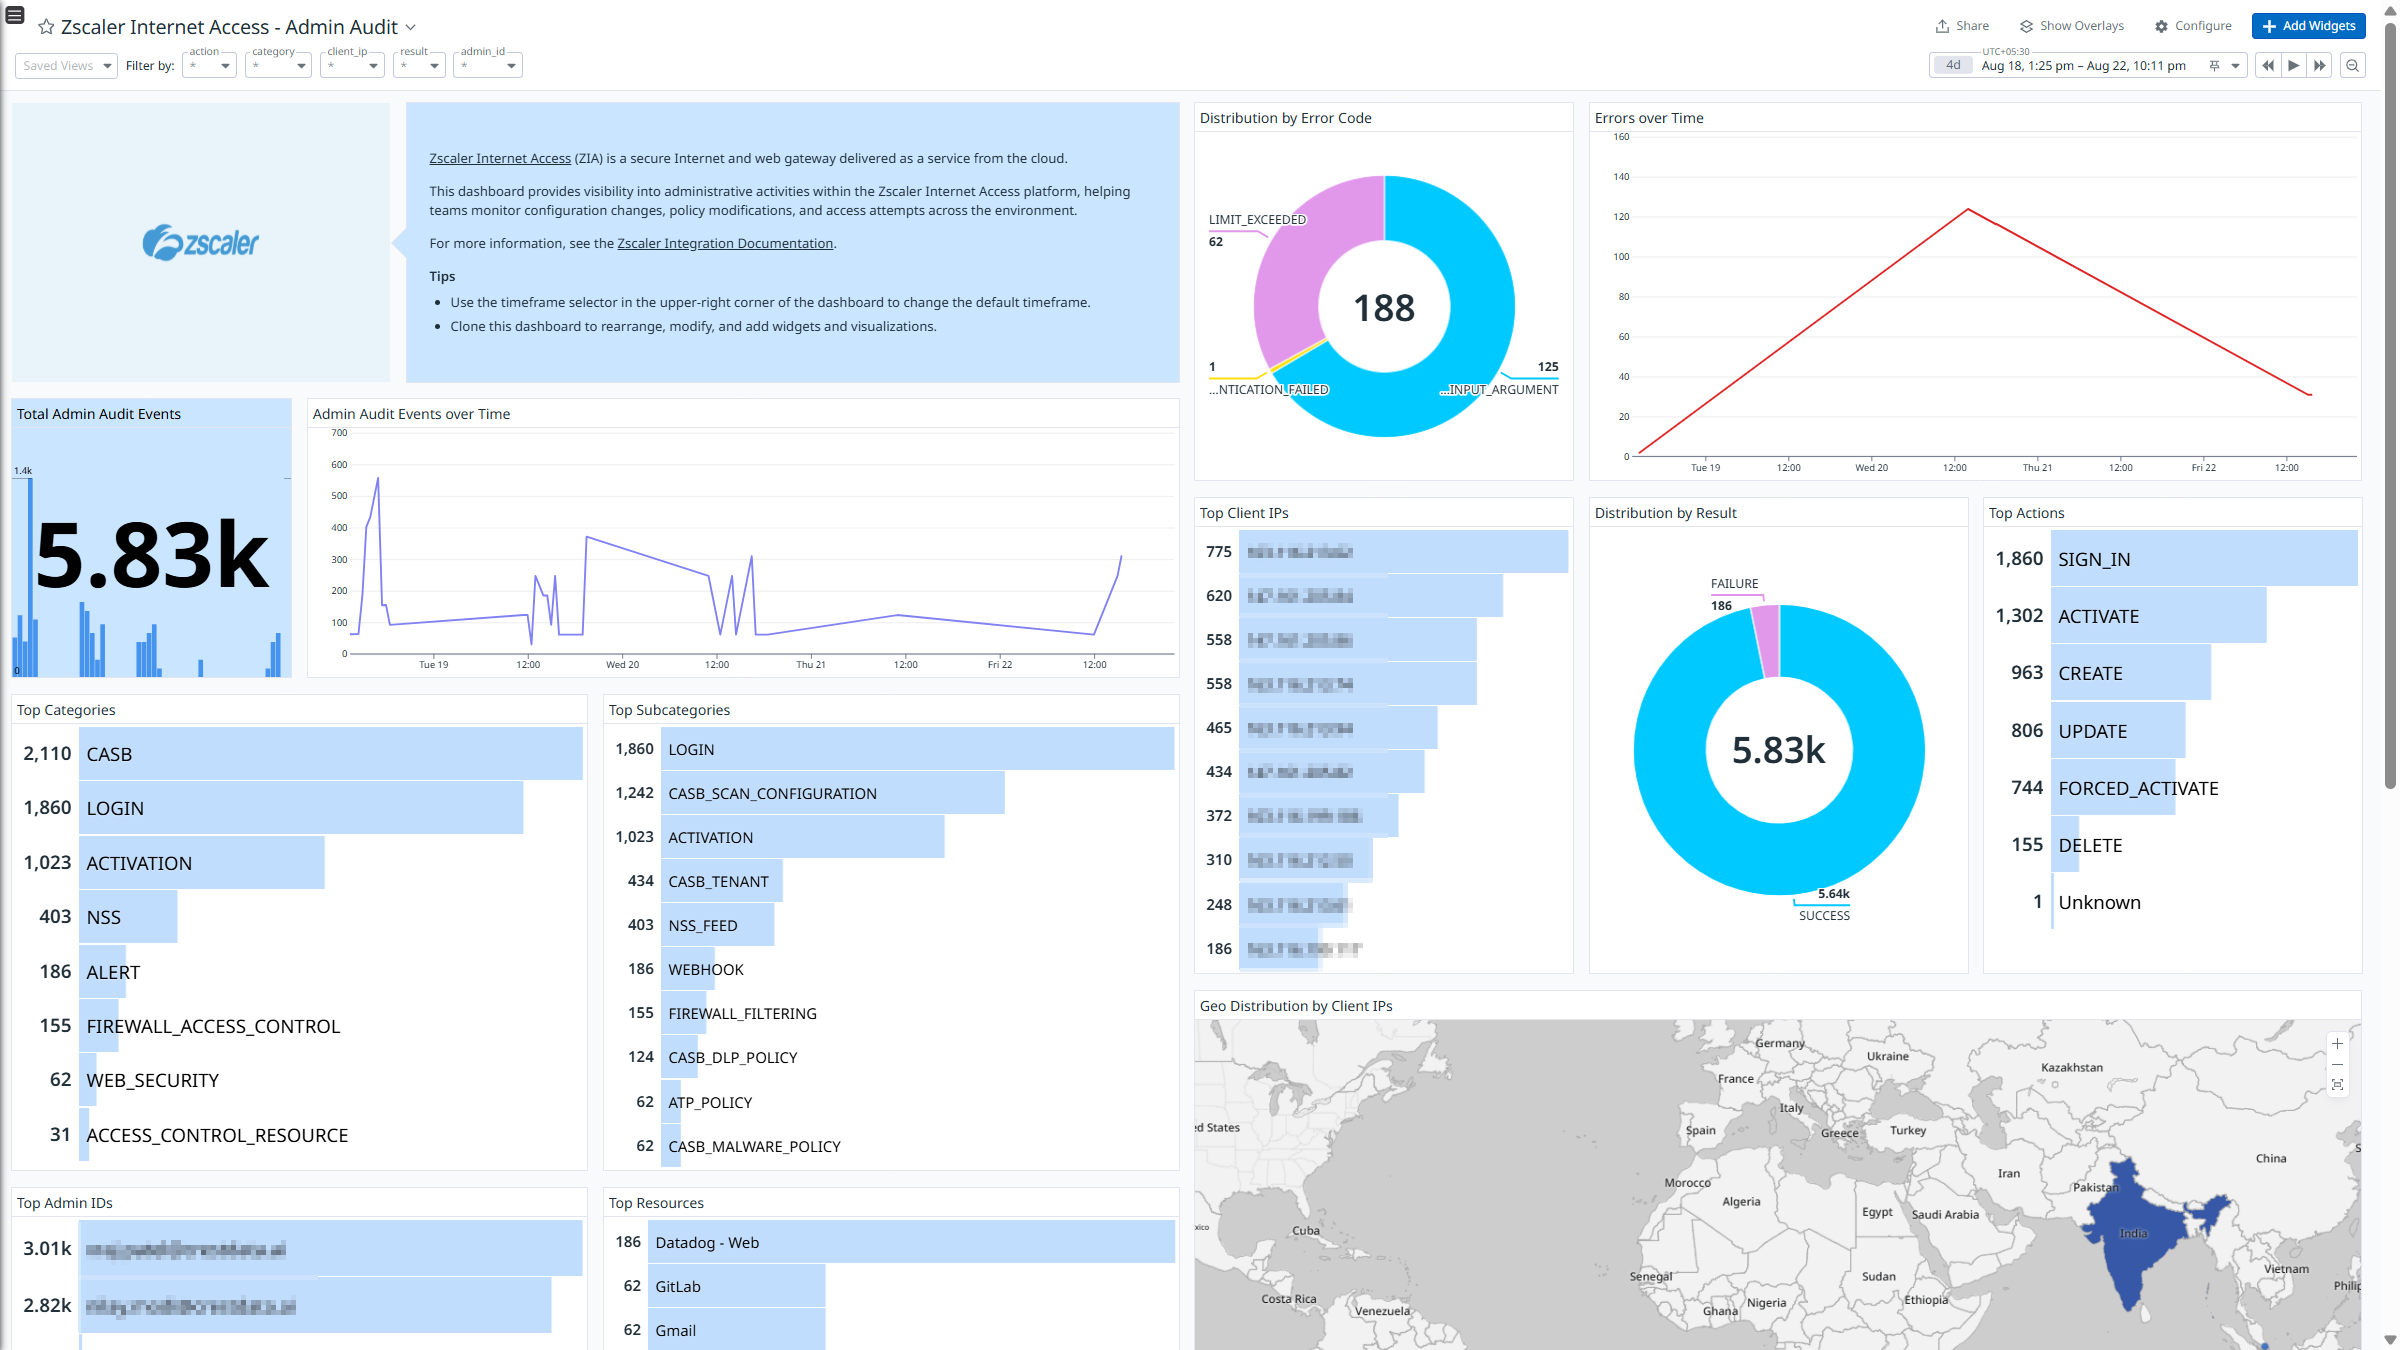 Zscaler Internet Access - Admin Audit
Share
Show Overlays
Configure
Add Widgets
Saved Views
Filter by:
action
*
category
*
client_ip
*
result
*
admin_id
*
UTC+05:30
4d
Aug 18, 1:25 pm – Aug 22, 10:11 pm
zscaler
Zscaler Internet Access (ZIA) is a secure Internet and web gateway delivered as a service from the cloud.
This dashboard provides visibility into administrative activities within the Zscaler Internet Access platform, helping
teams monitor configuration changes, policy modifications, and access attempts across the environment.
For more information, see the Zscaler Integration Documentation.
Tips
• Use the timeframe selector in the upper-right corner of the dashboard to change the default timeframe.
• Clone this dashboard to rearrange, modify, and add widgets and visualizations.
Distribution by Error Code
LIMIT_EXCEEDED
62
188
1
...NTICATION_FAILED
125
...INPUT_ARGUMENT
Errors over Time
160
140
120
100
80
60
40
20
0
Tue 19
12:00
Wed 20
12:00
Thu 21
12:00
Fri 22
12:00
Total Admin Audit Events
1.4k
5.83k
0
Admin Audit Events over Time
700
600
500
400
300
200
100
0
Tue 19
12:00
Wed 20
12:00
Thu 21
12:00
Fri 22
12:00
Top Client IPs
775
620
558
558
465
434
372
310
248
186
Distribution by Result
FAILURE
186
5.83k
5.64k
SUCCESS
Top Actions
1,860 SIGN_IN
1,302 ACTIVATE
963 CREATE
806 UPDATE
744 FORCED_ACTIVATE
155 DELETE
1 Unknown
Top Categories
2,110 CASB
1,860 LOGIN
1,023 ACTIVATION
403 NSS
186 ALERT
155 FIREWALL_ACCESS_CONTROL
62 WEB_SECURITY
31 ACCESS_CONTROL_RESOURCE
Top Subcategories
1,860 LOGIN
1,242 CASB_SCAN_CONFIGURATION
1,023 ACTIVATION
434 CASB_TENANT
403 NSS_FEED
186 WEBHOOK
155 FIREWALL_FILTERING
124 CASB_DLP_POLICY
62 ATP_POLICY
62 CASB_MALWARE_POLICY
Geo Distribution by Client IPs
Germany
Ukraine
Kazakhstan
France
Italy
ed States
Spain
Greece
Turkey
China
S
Iran
Morocco
Pakistan
Algeria
Egypt
Saudi Arabia
xico
Cuba
India
Vietnam
Senegal
Sudan
Philip
Costa Rica
Venezuela
Ghana
Nigeria
Ethiopia
Top Admin IDs
3.01k
2.82k
Top Resources
186 Datadog - Web
62 GitLab
62 Gmail